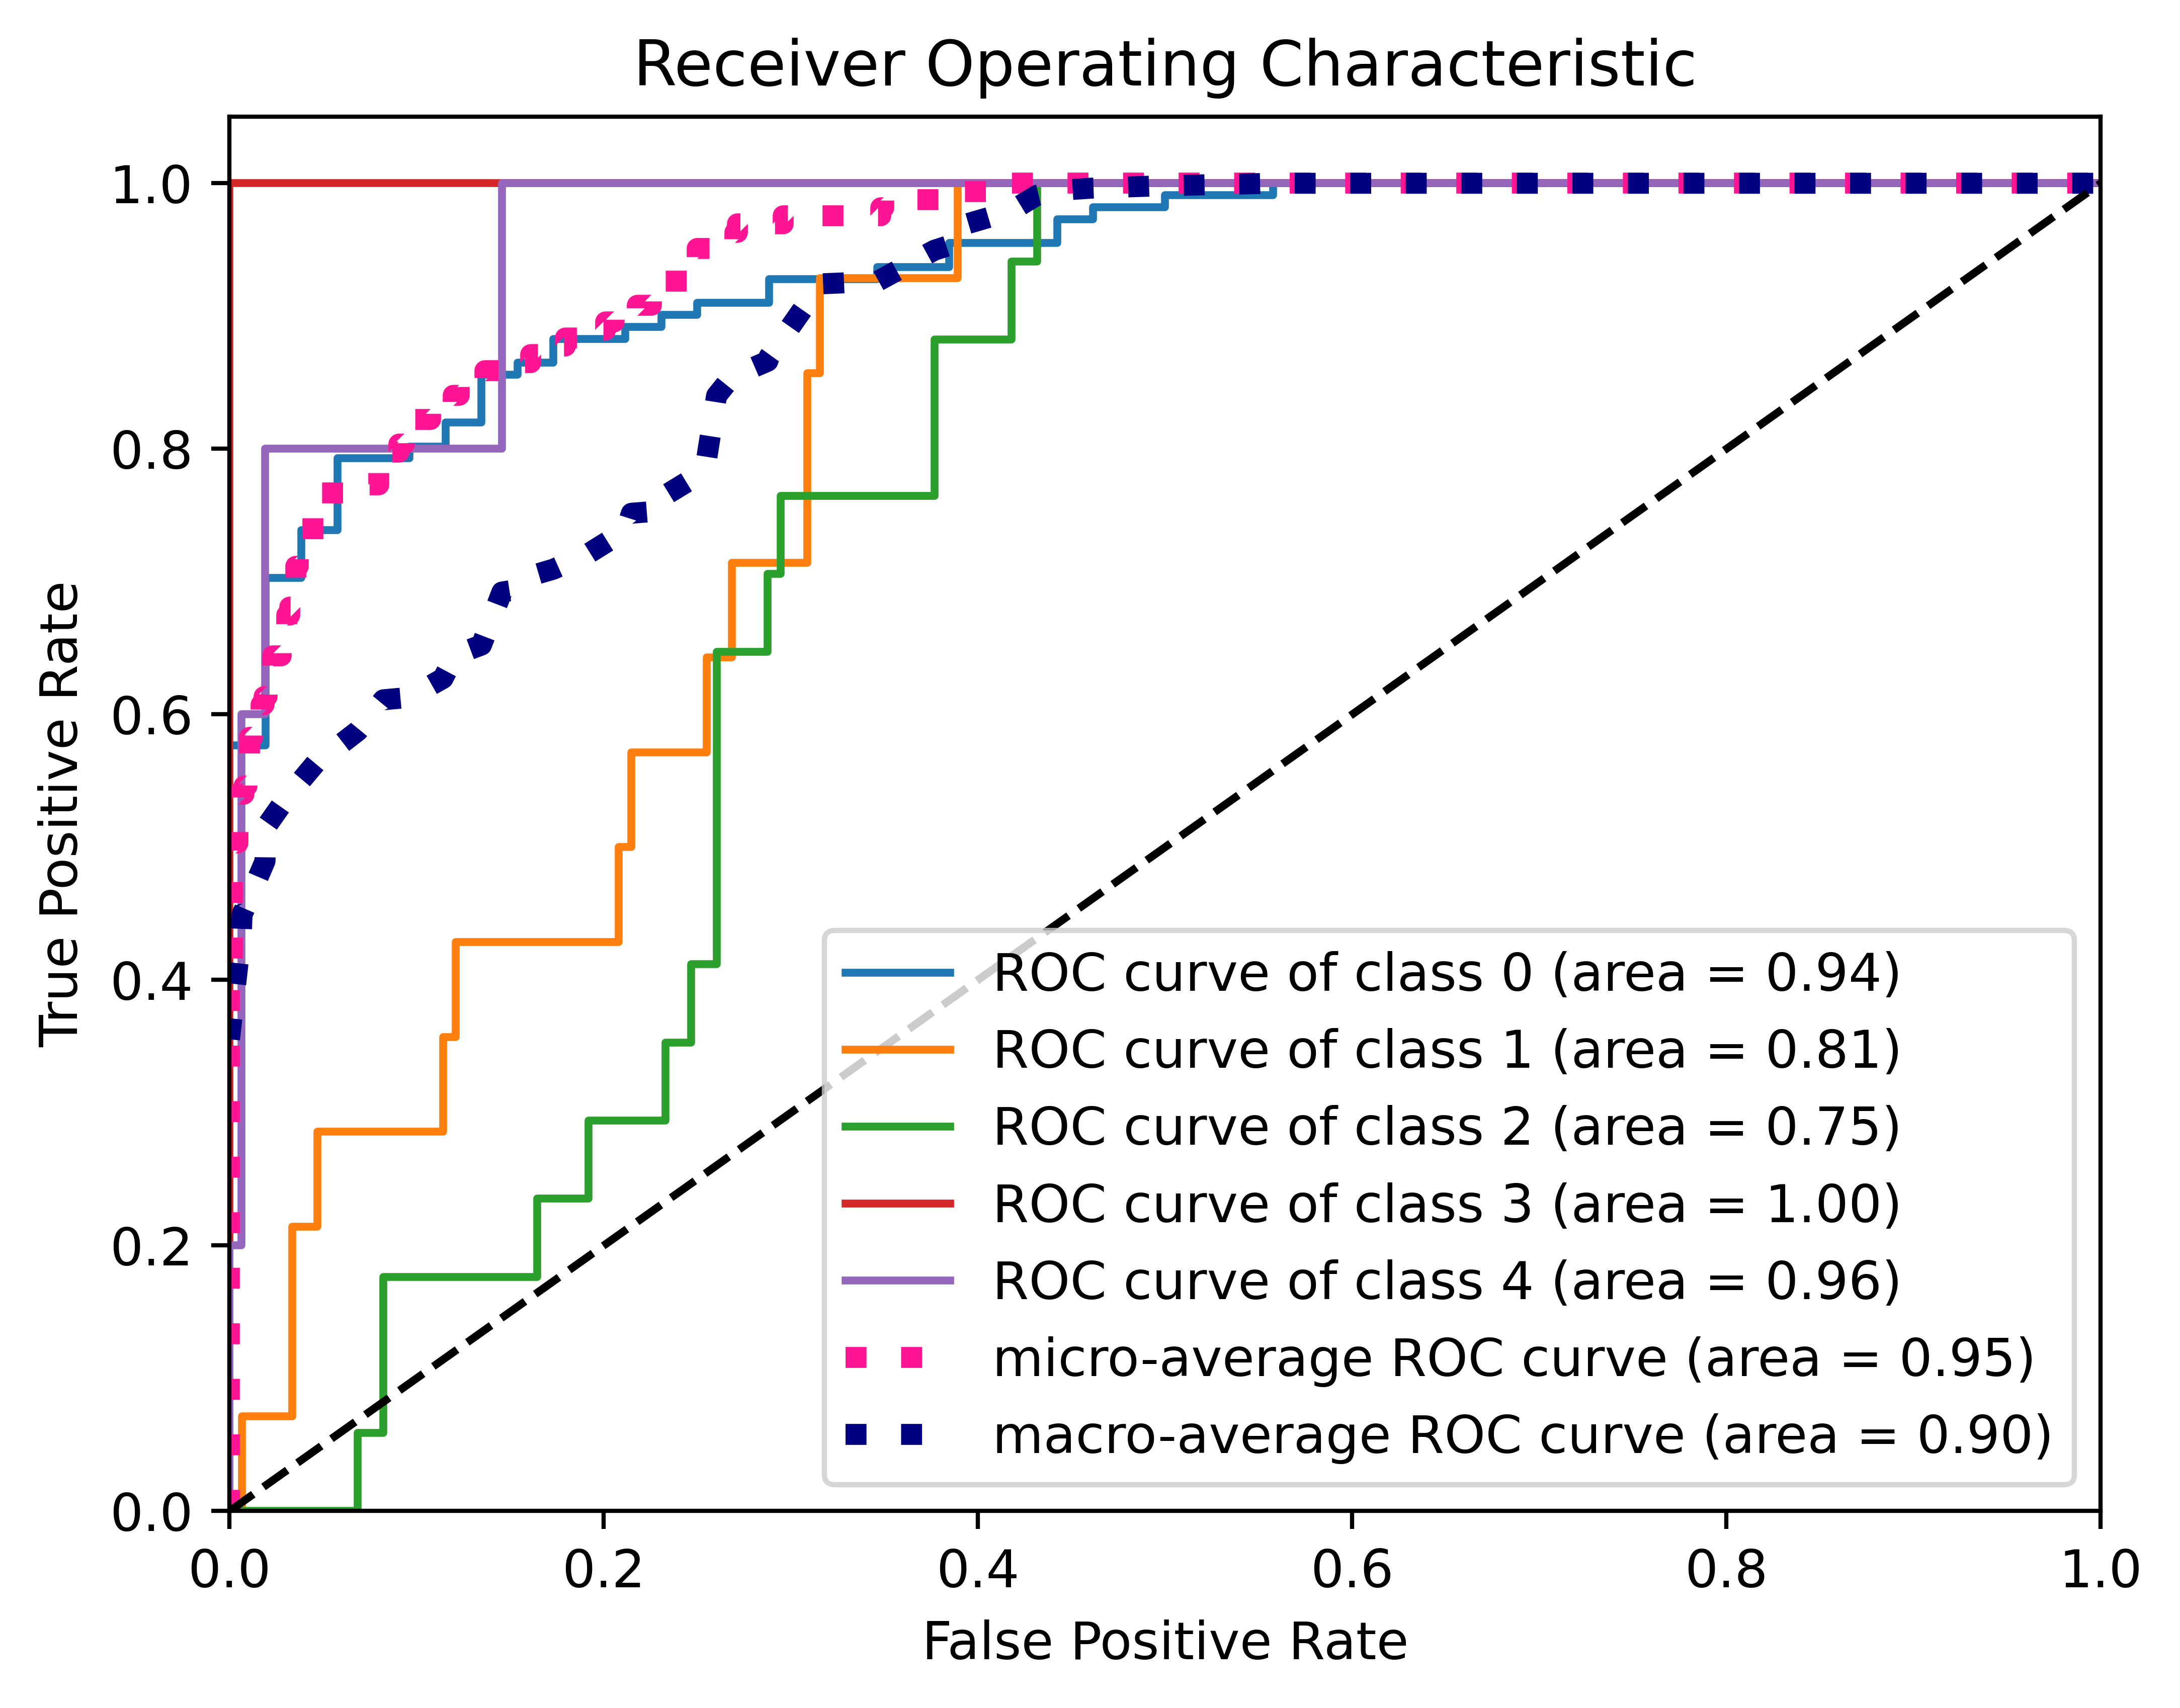 Receiver Operating Characteristic
1.0
0.8
0.6
0.4
0.2
0.0
True Positive Rate
ROC curve of class 0 (area = 0.94)
ROC curve of class 1 (area = 0.81)
ROC curve of class 2 (area = 0.75)
ROC curve of class 3 (area = 1.00)
ROC curve of class 4 (area = 0.96)
micro-average ROC curve (area = 0.95)
macro-average ROC curve (area = 0.90)
0.0 0.2 0.4 0.6 0.8 1.0
False Positive Rate